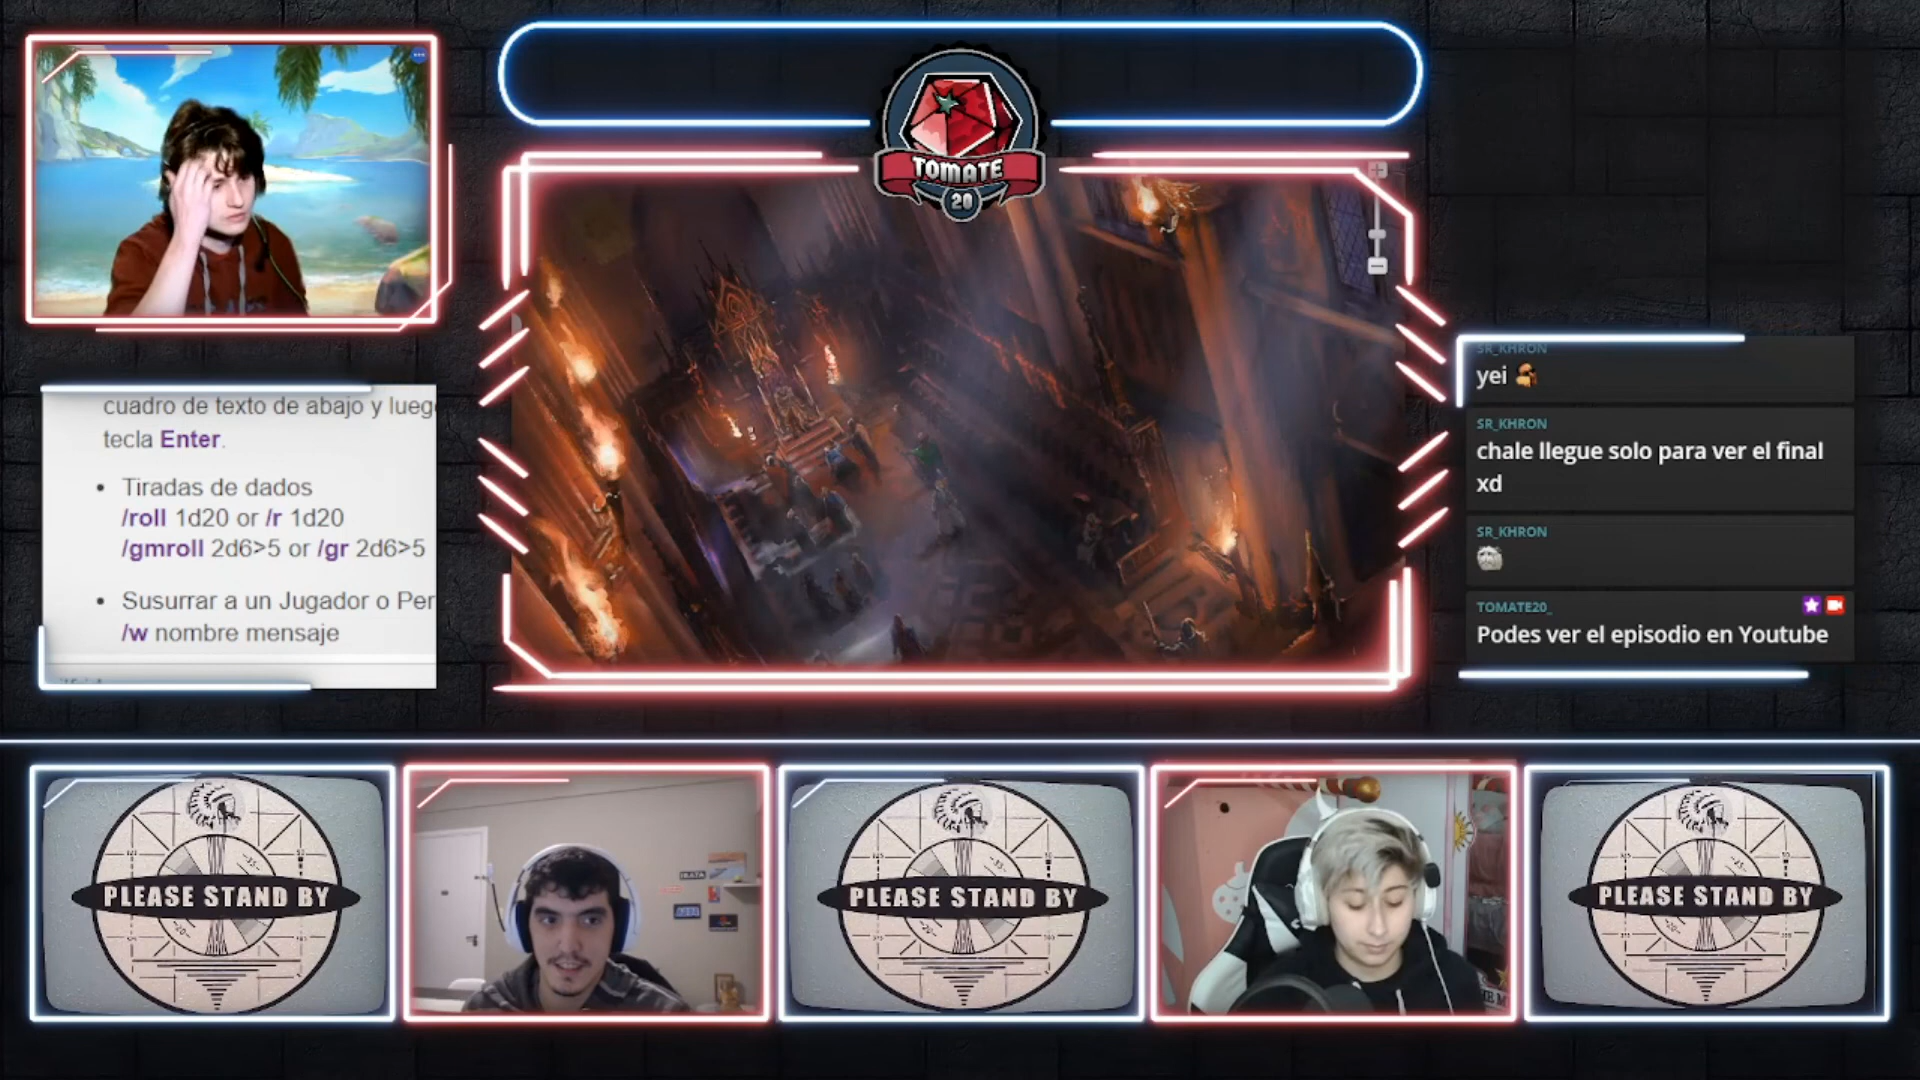 TOMATE
20
cuadro de texto de abajo y lueg
tecla Enter.
• Tiradas de dados
/roll 1d20 or /r 1d20
/gmroll 2d6>5 or /gr 2d6>5
• Susurrar a un Jugador o Per
/w nombre mensaje
SR_KHRON
yei
SR_KHRON
chale llegue solo para ver el final
xd
SR_KHRON
TOMATE20_
Podes ver el episodio en Youtube
PLEASE STAND BY
PLEASE STAND BY
PLEASE STAND BY